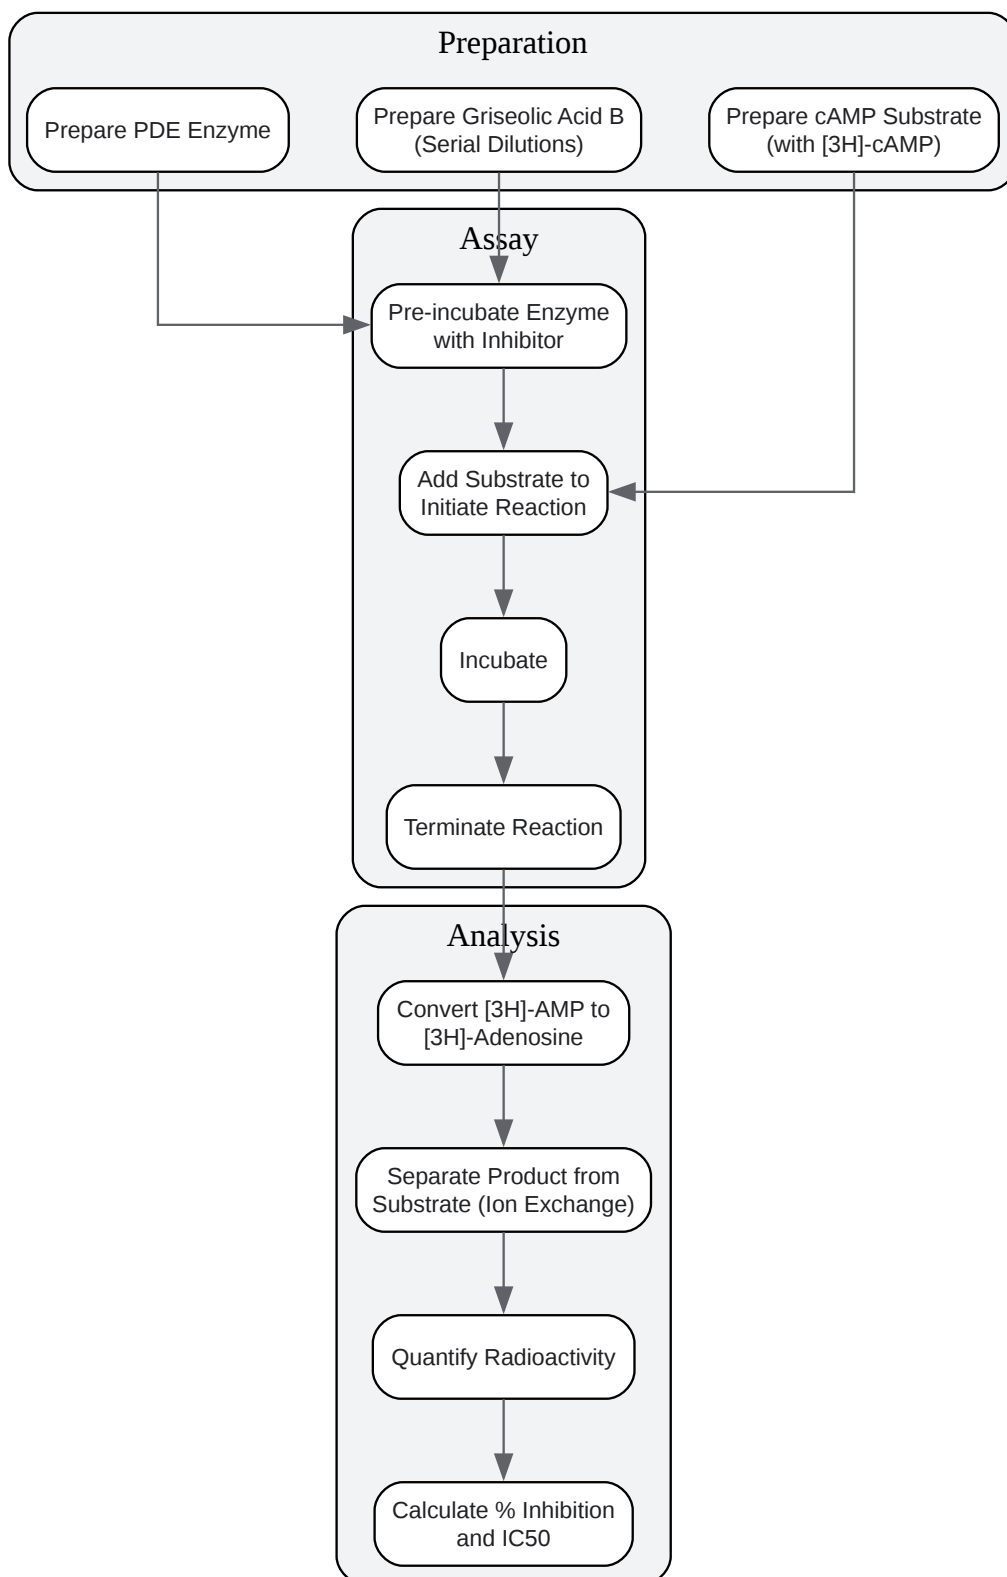 Preparation
Prepare PDE Enzyme
Prepare Griseolic Acid B
(Serial Dilutions)
Prepare cAMP Substrate
(with [3H]-cAMP)
Assay
Pre-incubate Enzyme
with Inhibitor
Add Substrate to
Initiate Reaction
Incubate
Terminate Reaction
Analysis
Convert [3H]-AMP to
[3H]-Adenosine
Separate Product from
Substrate (Ion Exchange)
Quantify Radioactivity
Calculate % Inhibition
and IC50